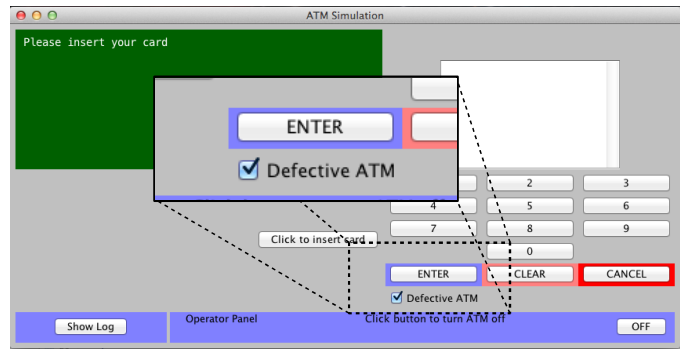 ATM Simulation
Please insert your card
ENTER
Defective ATM
2 3
4 5 6
7 8 9
Click to insert card
0
ENTER CLEAR CANCEL
Defective ATM
Show Log
Operator Panel
Click button to turn ATM off
OFF